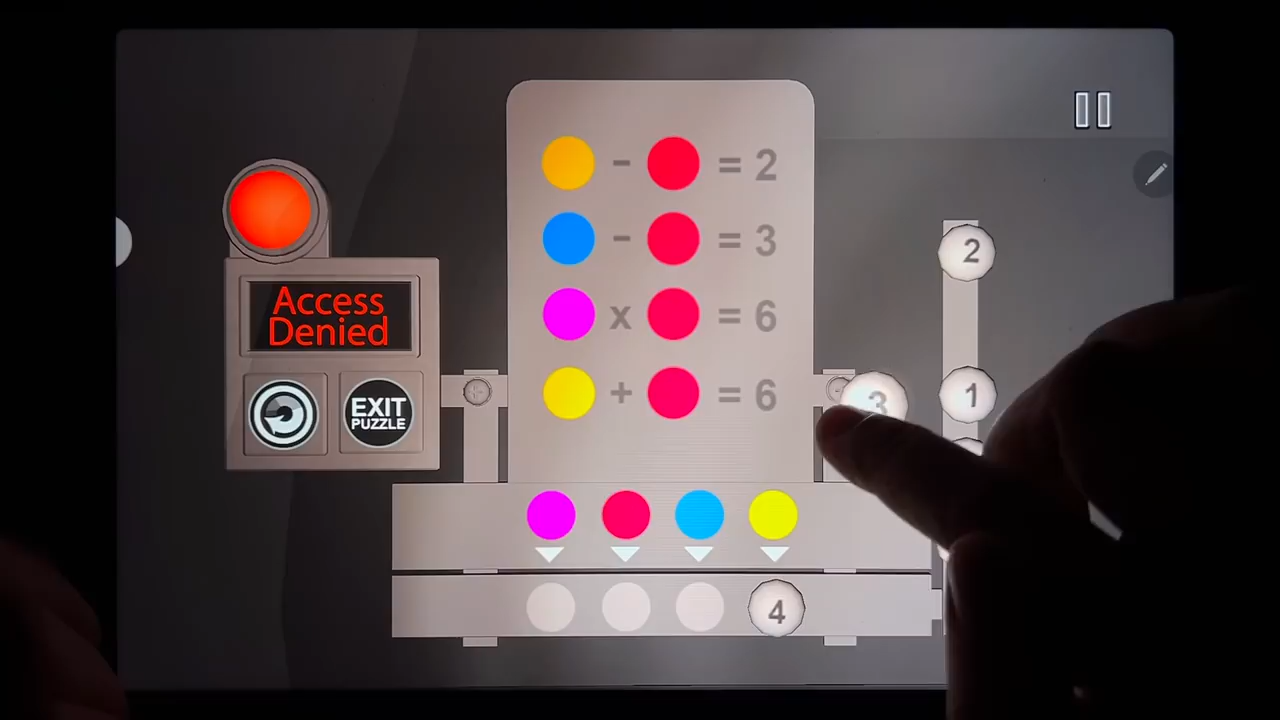 - = 2
- = 3
x = 6
+ = 6
Access
Denied
EXIT
PUZZLE
2
3
1
4